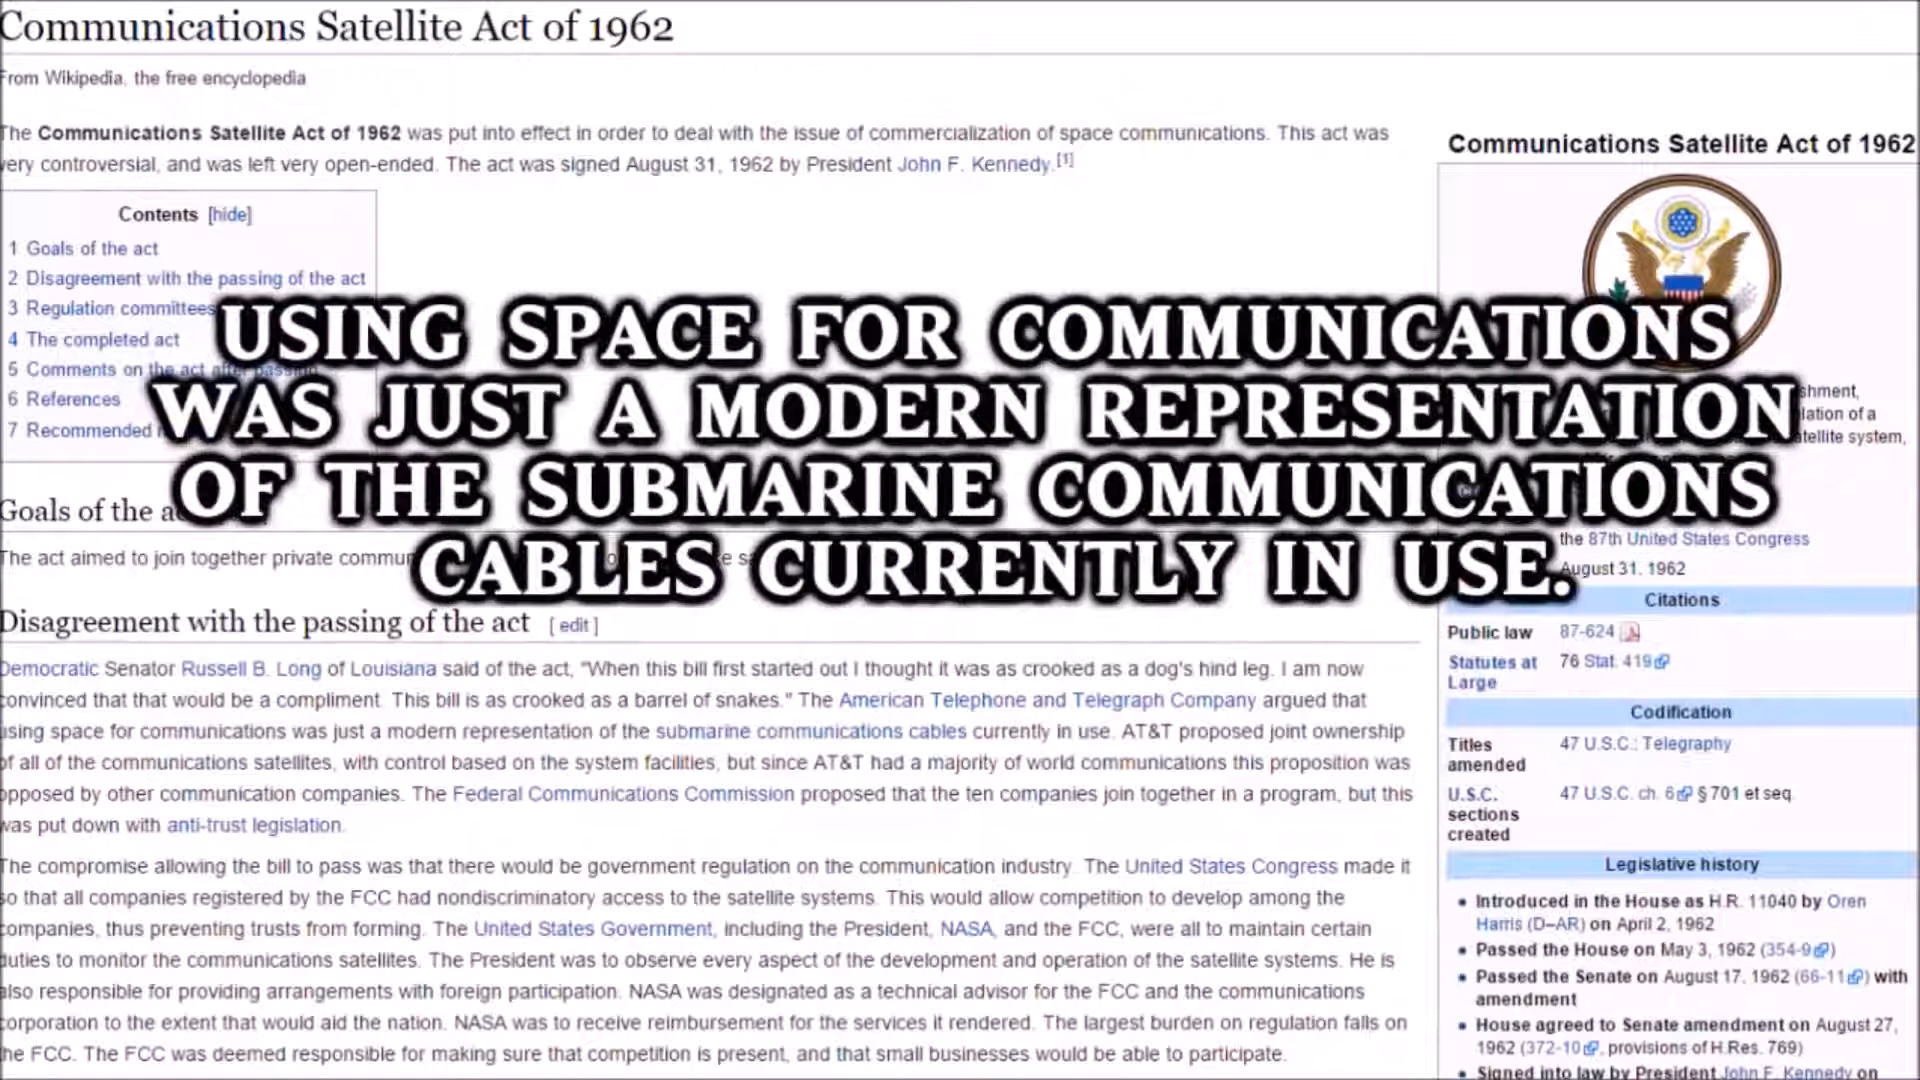 Communications Satellite Act of 1962
From Wikipedia, the free encyclopedia
The Communications Satellite Act of 1962 was put into effect in order to deal with the issue of commercialization of space communications. This act was
very controversial, and was left very open-ended. The act was signed August 31, 1962 by President John F. Kennedy.[1]
Contents [hide]
1 Goals of the act
2 Disagreement with the passing of the act
3 Regulation committees
4 The completed act
5 Comments on the act after passing
6 References
7 Recommended
USING SPACE FOR COMMUNICATIONS
WAS JUST A MODERN REPRESENTATION
OF THE SUBMARINE COMMUNICATIONS
CABLES CURRENTLY IN USE.
Goals of the
The act aimed to join together private
Disagreement with the passing of the act [ edit ]
Democratic Senator Russell B. Long of Louisiana said of the act, "When this bill first started out I thought it was as crooked as a dog's hind leg. I am now
convinced that that would be a compliment. This bill is as crooked as a barrel of snakes." The American Telephone and Telegraph Company argued that
using space for communications was just a modern representation of the submarine communications cables currently in use. AT&T proposed joint ownership
of all of the communications satellites, with control based on the system facilities, but since AT&T had a majority of world communications this proposition was
opposed by other communication companies. The Federal Communications Commission proposed that the ten companies join together in a program, but this
was put down with anti-trust legislation.
The compromise allowing the bill to pass was that there would be government regulation on the communication industry. The United States Congress made it
so that all companies registered by the FCC had nondiscriminatory access to the satellite systems. This would allow competition to develop among the
companies, thus preventing trusts from forming. The United States Government, including the President, NASA, and the FCC, were all to maintain certain
duties to monitor the communications satellites. The President was to observe every aspect of the development and operation of the satellite systems. He is
also responsible for providing arrangements with foreign participation. NASA was designated as a technical advisor for the FCC and the communications
corporation to the extent that would aid the nation. NASA was to receive reimbursement for the services it rendered. The largest burden on regulation falls on
the FCC. The FCC was deemed responsible for making sure that competition is present, and that small businesses would be able to participate.
Communications Satellite Act of 1962
of a
system,
the 87th United States Congress
August 31, 1962
Citations
Public law 87-624
Statutes at 76 Stat. 419
Large
Codification
Titles 47 U.S.C.: Telegraphy
amended
U.S.C. 47 U.S.C. ch. 6 § 701 et seq.
sections
created
Legislative history
• Introduced in the House as H.R. 11040 by Oren
Harris (D–AR) on April 2, 1962
• Passed the House on May 3, 1962 (354-9)
• Passed the Senate on August 17, 1962 (66-11) with
amendment
• House agreed to Senate amendment on August 27,
1962 (372-10, provisions of H.Res. 769)
• Signed into law by President John F. Kennedy on